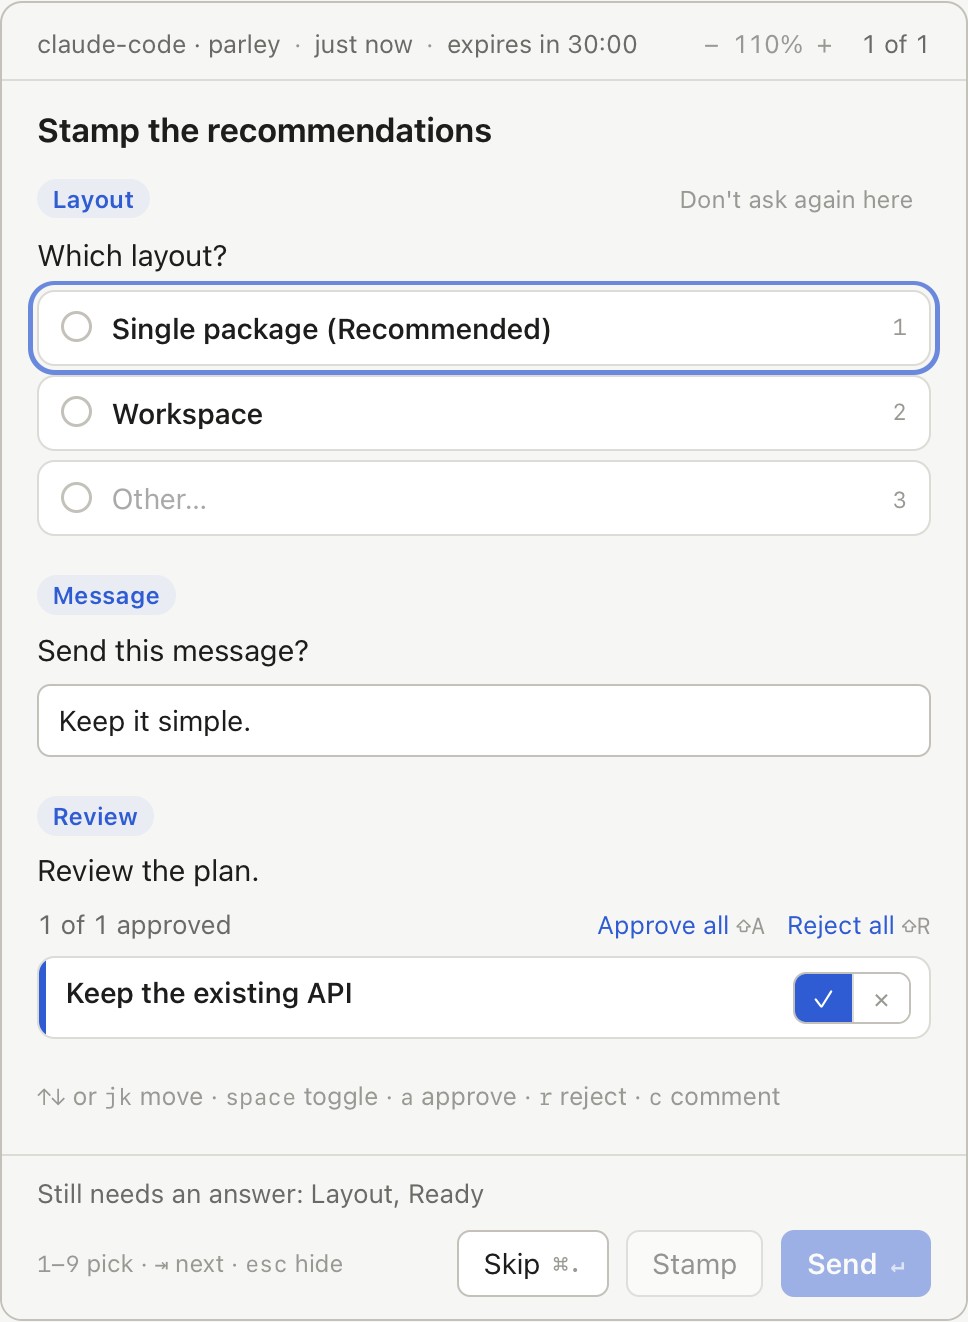 claude-code · parley · just now · expires in 30:00 − 110% + 1 of 1
Stamp the recommendations
Layout Don't ask again here
Which layout?
Single package (Recommended) 1
Workspace 2
Other... 3
Message
Send this message?
Keep it simple.
Review
Review the plan.
1 of 1 approved Approve all ⇧A Reject all ⇧R
Keep the existing API ✓ ×
↑↓ or jk move · space toggle · a approve · r reject · c comment
Still needs an answer: Layout, Ready
1–9 pick · ⇥ next · esc hide Skip ⌘. Stamp Send ↵